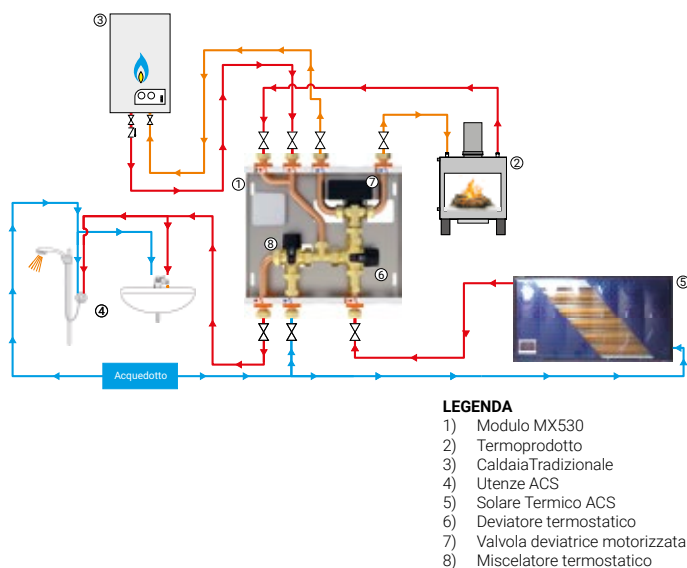 ③
①
②
⑦
⑧
⑥
⑤
④
Acquedotto
LEGENDA
1) Modulo MX530
2) Termoprodotto
3) CaldaiaTradizionale
4) Utenze ACS
5) Solare Termico ACS
6) Deviatore termostatico
7) Valvola deviatrice motorizzata
8) Miscelatore termostatico